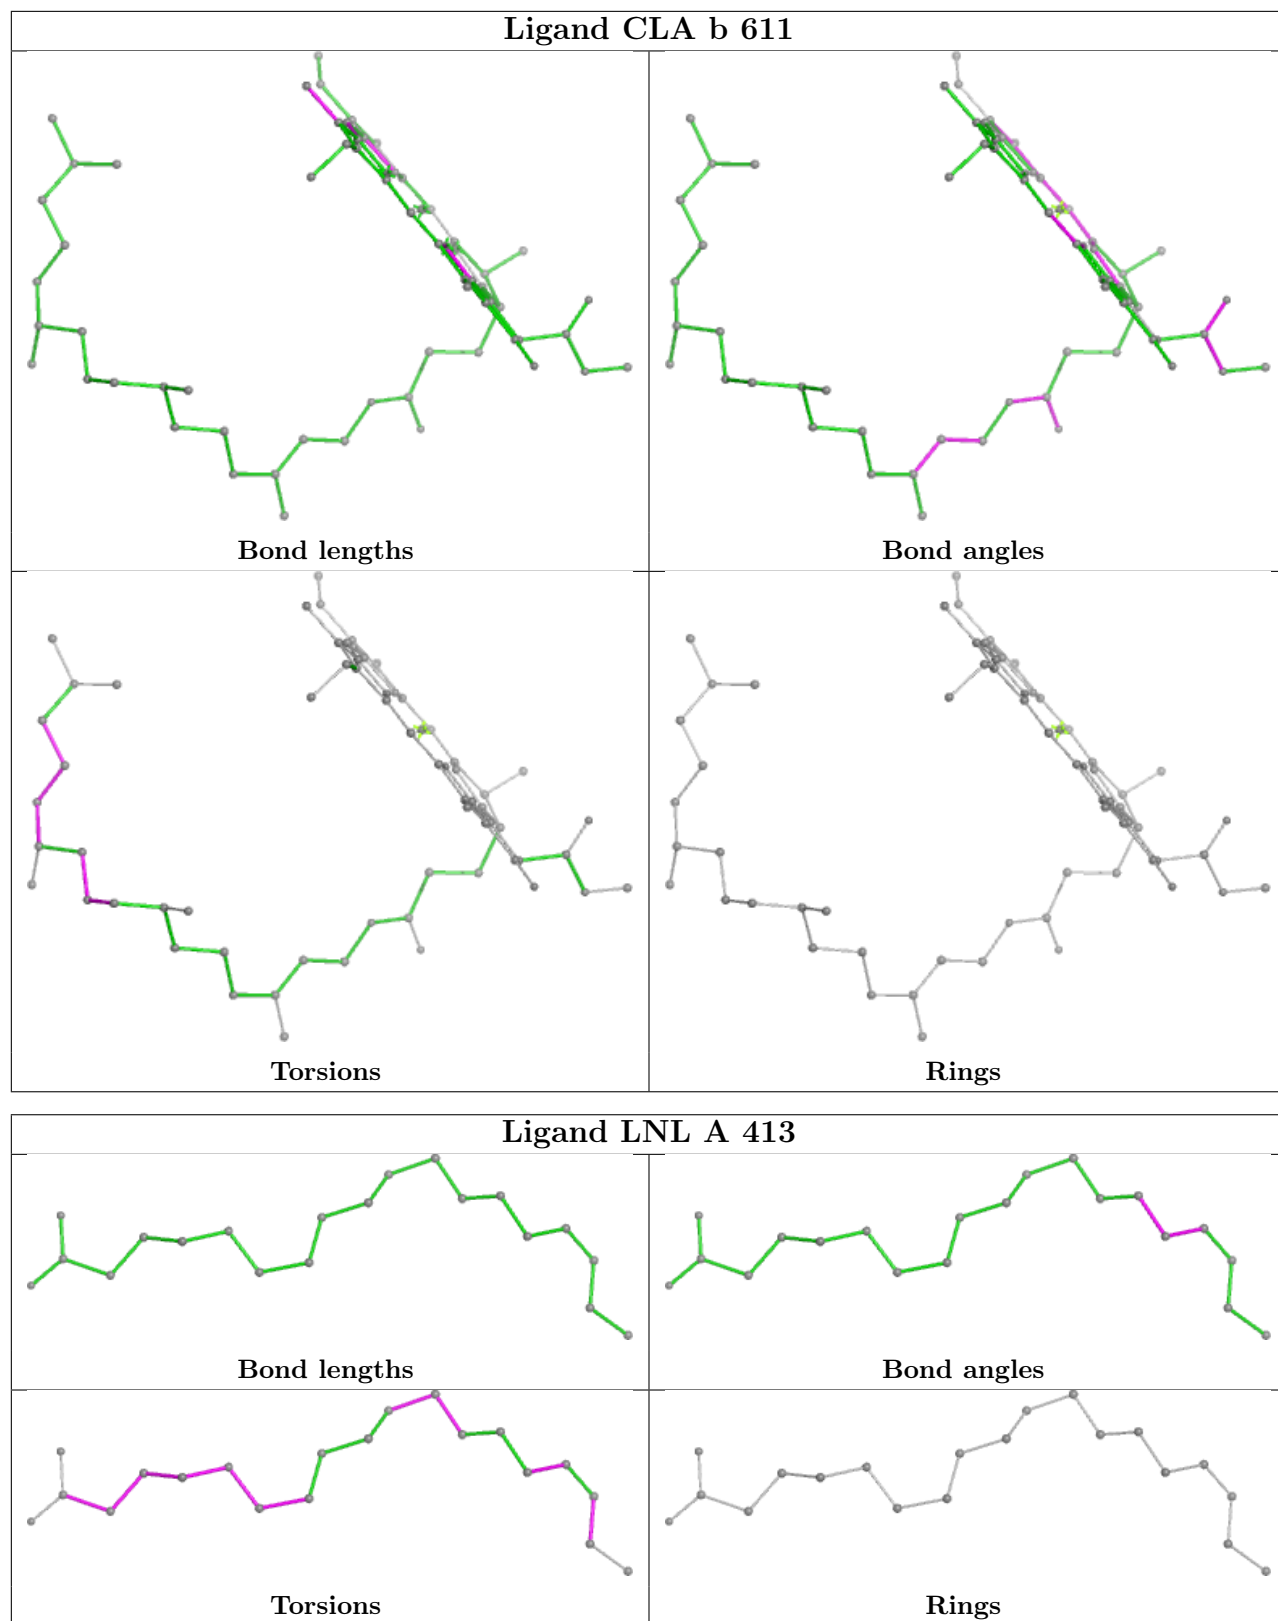 Ligand CLA b 611
Bond lengths
Bond angles
Torsions
Rings
Ligand LNL A 413
Bond lengths
Bond angles
Torsions
Rings